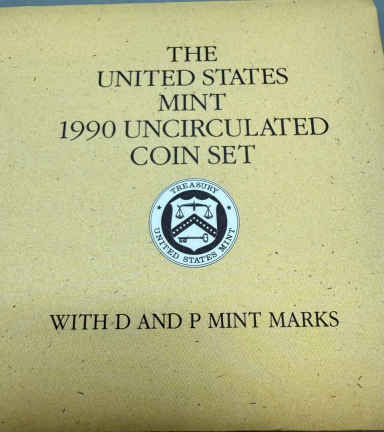 THE
UNITED STATES
MINT
1990 UNCIRCULATED
COIN SET
TREASURY
UNITED STATES MINT
WITH D AND P MINT MARKS